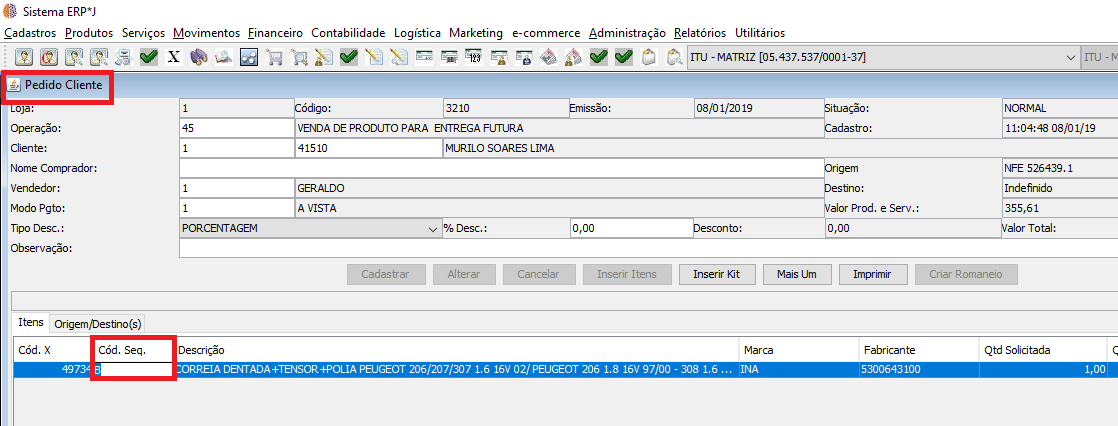 Sistema ERP*J
Cadastros Produtos Serviços Movimentos Financeiro Contabilidade Logística Marketing e-commerce Administração Relatórios Utilitários
ITU - MATRIZ [05.437.537/0001-37] ITU - M
Pedido Cliente
Loja: 1 Código: 3210 Emissão: 08/01/2019 Situação: NORMAL
Operação: 45 VENDA DE PRODUTO PARA ENTREGA FUTURA Cadastro: 11:04:48 08/01/19
Cliente: 1 41510 MURILO SOARES LIMA
Nome Comprador: Origem NFE 526439.1
Vendedor: 1 GERALDO Destino: Indefinido
Modo Pgto: 1 A VISTA Valor Prod. e Serv.: 355,61
Tipo Desc.: PORCENTAGEM % Desc.: 0,00 Desconto: 0,00 Valor Total:
Observação:
Cadastrar Alterar Cancelar Inserir Itens Inserir Kit Mais Um Imprimir Criar Romaneio
Itens Origem/Destino(s)
Cód. X Cód. Seq. Descrição Marca Fabricante Qtd Solicitada Q
49734 B CORREIA DENTADA+TENSOR+POLIA PEUGEOT 206/207/307 1.6 16V 02/ PEUGEOT 206 1.8 16V 97/00 - 308 1.6 ... INA 5300643100 1,00